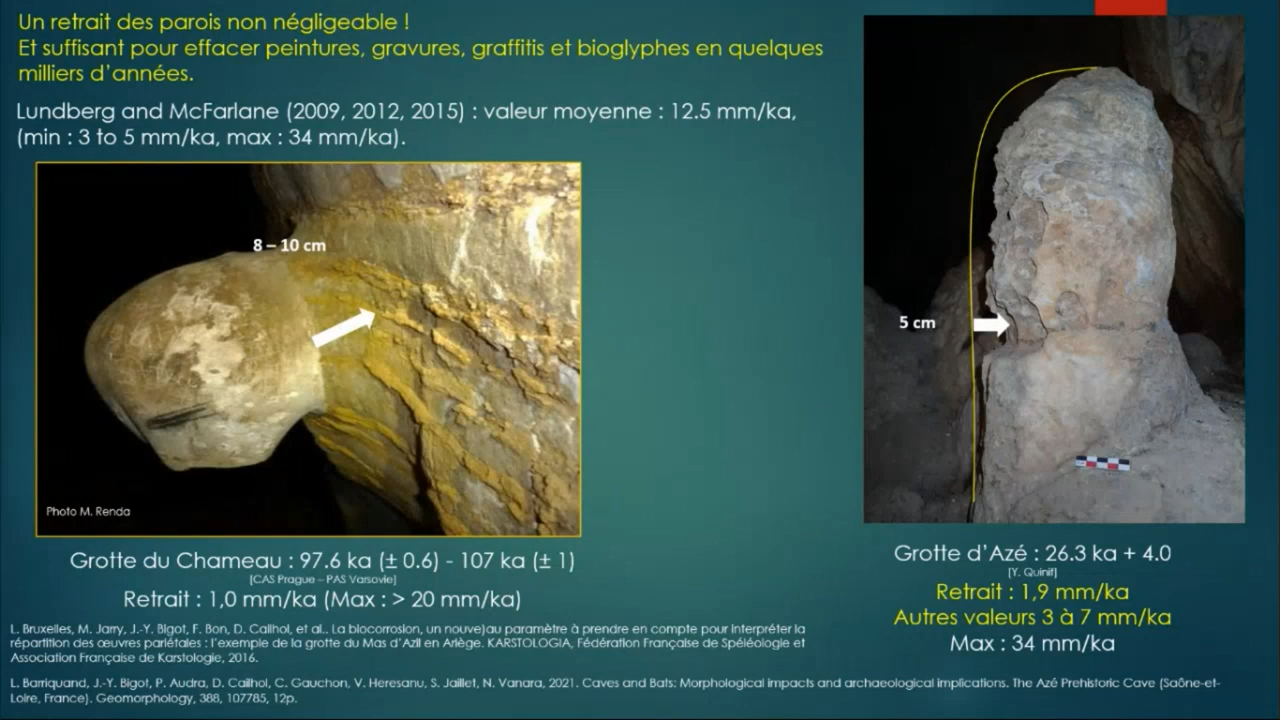 Un retrait des parois non négligeable !
Et suffisant pour effacer peintures, gravures, graffitis et bioglyphes en quelques
milliers d'années.
Lundberg and McFarlane (2009, 2012, 2015) : valeur moyenne : 12.5 mm/ka,
(min : 3 to 5 mm/ka, max : 34 mm/ka).
8 – 10 cm
Photo M. Renda
Grotte du Chameau : 97.6 ka (± 0.6) - 107 ka (± 1)
[CAS Prague – PAS Varsovie]
Retrait : 1,0 mm/ka (Max : > 20 mm/ka)
5 cm
Grotte d'Azé : 26.3 ka + 4.0
[Y. Quinif]
Retrait : 1,9 mm/ka
Autres valeurs 3 à 7 mm/ka
Max : 34 mm/ka
L. Bruxelles, M. Jarry, J.-Y. Bigot, F. Bon, D. Cailhol, et al.. La biocorrosion, un nouve)au paramètre à prendre en compte pour interpréter la
répartition des œuvres pariétales : l'exemple de la grotte du Mas d'Azil en Ariège. KARSTOLOGIA, Fédération Française de Spéléologie et
Association Française de Karstologie, 2016.
L. Barriquand, J.-Y. Bigot, P. Audra, D. Cailhol, C. Gauchon, V. Heresanu, S. Jaillet, N. Vanara, 2021. Caves and Bats: Morphological impacts and archaeological implications. The Azé Prehistoric Cave (Saône-et-
Loire, France). Geomorphology, 388, 107785, 12p.